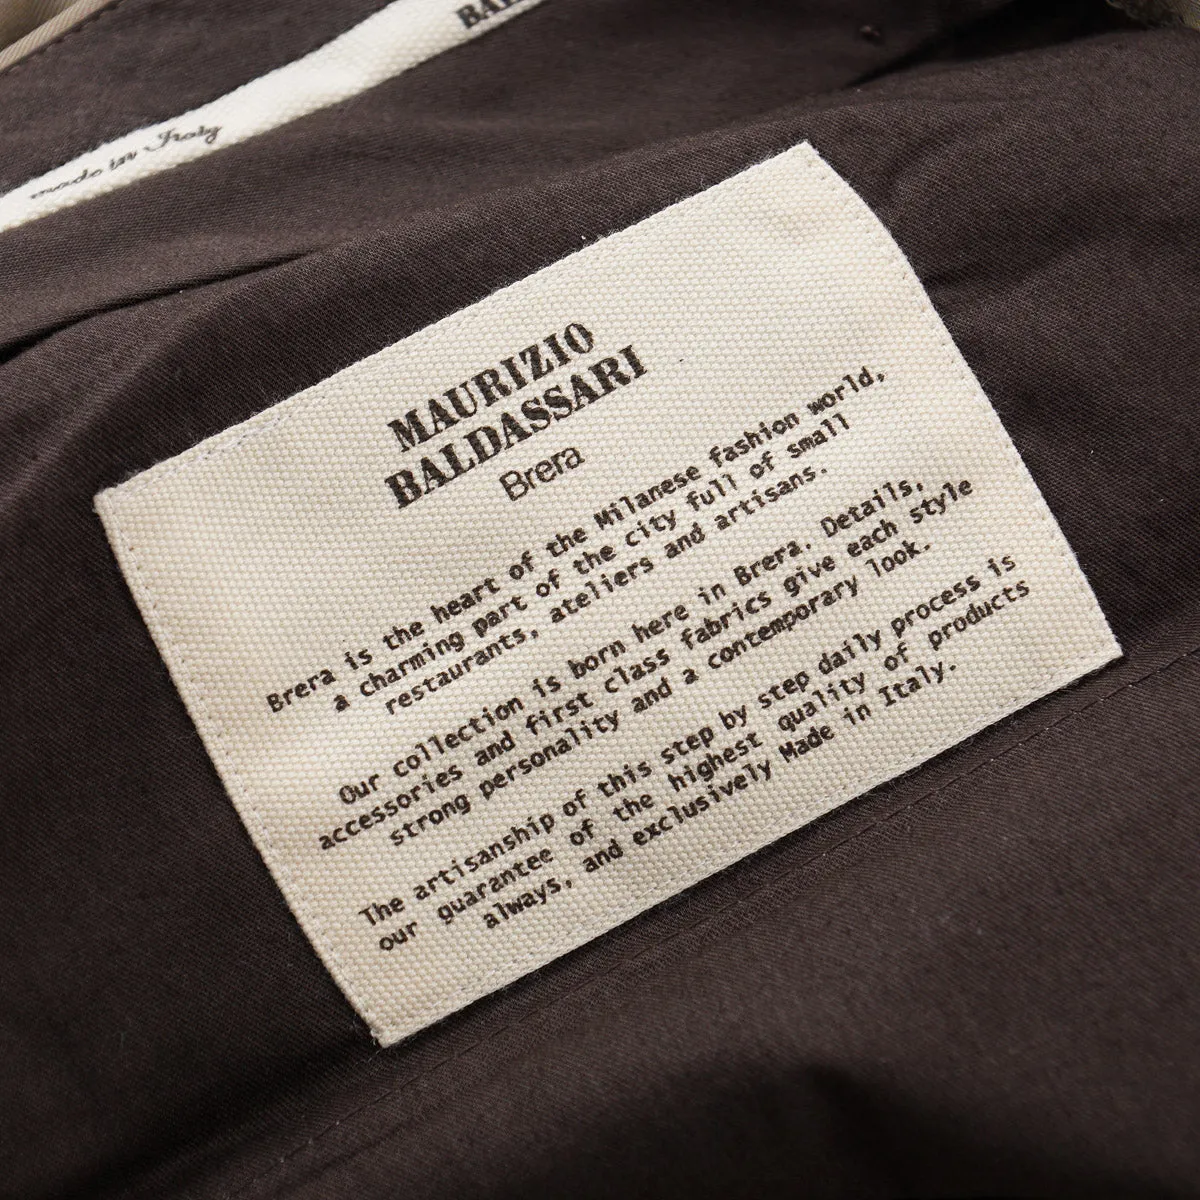 BAL
made in Italy
MAURIZIO
BALDASSARI
Brera
Brera is the heart of the Milanese fashion world,
a charming part of the city full of small
restaurants, ateliers and artisans.
Our collection is born here in Brera. Details,
accessories and first class fabrics give each style
strong personality and a contemporary look.
The artisanship of this step by step daily process is
our guarantee of the highest quality of products
always, and exclusively Made in Italy.